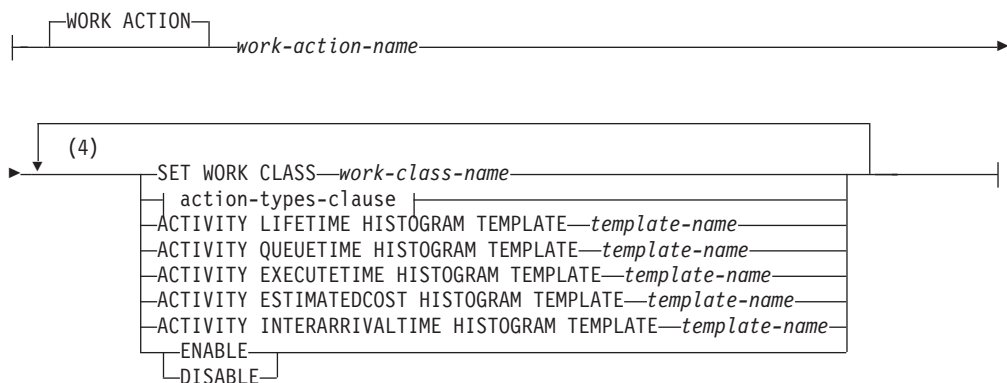 WORK ACTION
work-action-name
(4)
SET WORK CLASS work-class-name
action-types-clause
ACTIVITY LIFETIME HISTOGRAM TEMPLATE template-name
ACTIVITY QUEUETIME HISTOGRAM TEMPLATE template-name
ACTIVITY EXECUTETIME HISTOGRAM TEMPLATE template-name
ACTIVITY ESTIMATEDCOST HISTOGRAM TEMPLATE template-name
ACTIVITY INTERARRIVALTIME HISTOGRAM TEMPLATE template-name
ENABLE
DISABLE